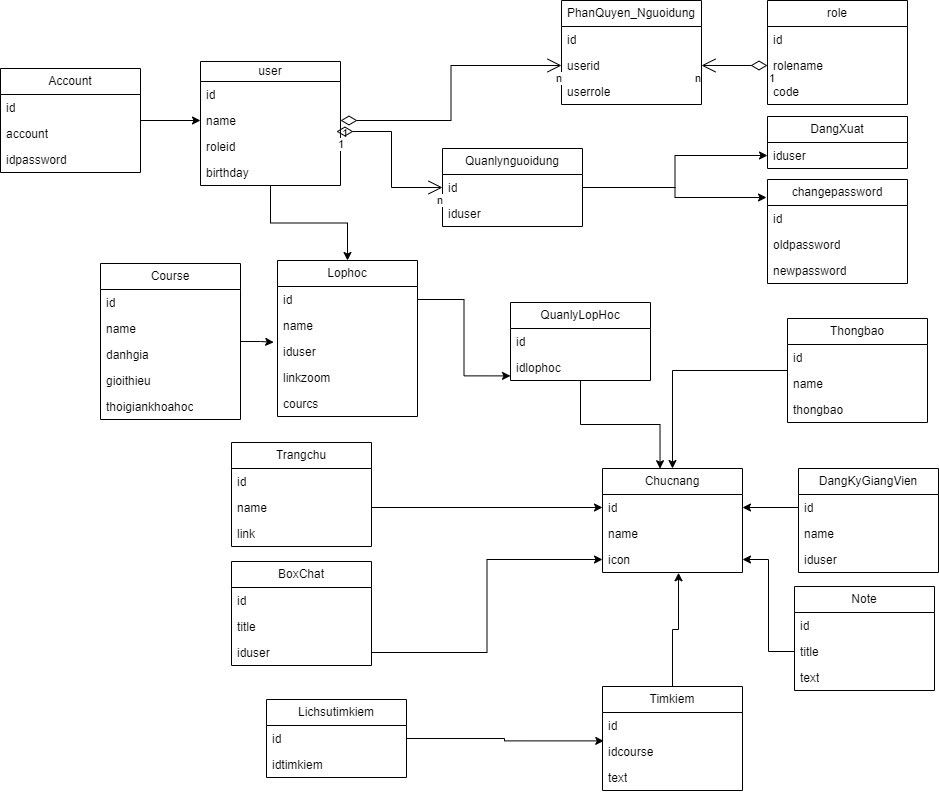 PhanQuyen_Nguoidung
id
userid
userrole
n
n
role
id
rolename
1
code
Account
id
account
idpassword
user
id
name
roleid
birthday
1
1
Quanlynguoidung
id
n
iduser
DangXuat
iduser
changepassword
id
oldpassword
newpassword
Course
id
name
danhgia
gioithieu
thoigiankhoahoc
Lophoc
id
name
iduser
linkzoom
courcs
QuanlyLopHoc
id
idlophoc
Thongbao
id
name
thongbao
Trangchu
id
name
link
Chucnang
id
name
icon
DangKyGiangVien
id
name
iduser
BoxChat
id
title
iduser
Note
id
title
text
Lichsutimkiem
id
idtimkiem
Timkiem
id
idcourse
text